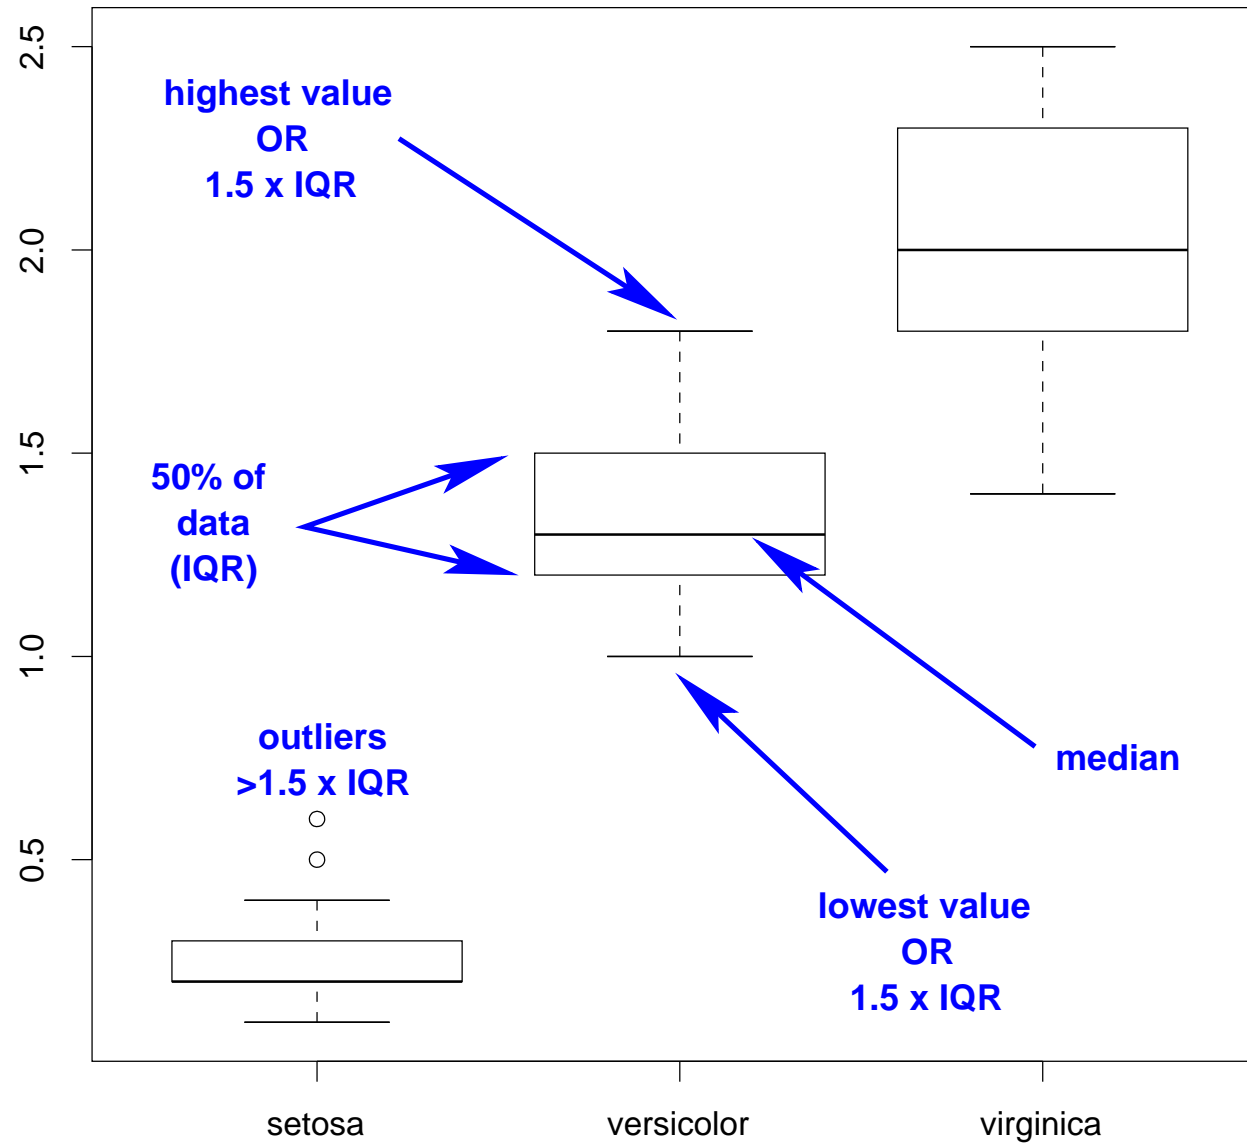 2.5
2.0
1.5
1.0
0.5
highest value
OR
1.5 x IQR
50% of
data
(IQR)
outliers
>1.5 x IQR
median
lowest value
OR
1.5 x IQR
setosa
versicolor
virginica